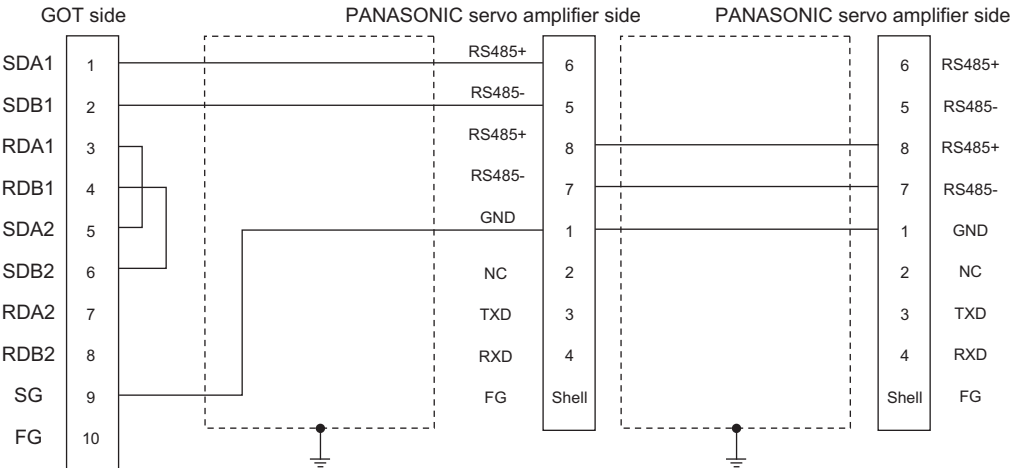 GOT side PANASONIC servo amplifier side PANASONIC servo amplifier side
SDA1 1 RS485+ 6 6 RS485+
SDB1 2 RS485- 5 5 RS485-
RDA1 3 RS485+ 8 8 RS485+
RDB1 4 RS485- 7 7 RS485-
SDA2 5 GND 1 1 GND
SDB2 6 NC 2 2 NC
RDA2 7 TXD 3 3 TXD
RDB2 8 RXD 4 4 RXD
SG 9 FG Shell Shell FG
FG 10